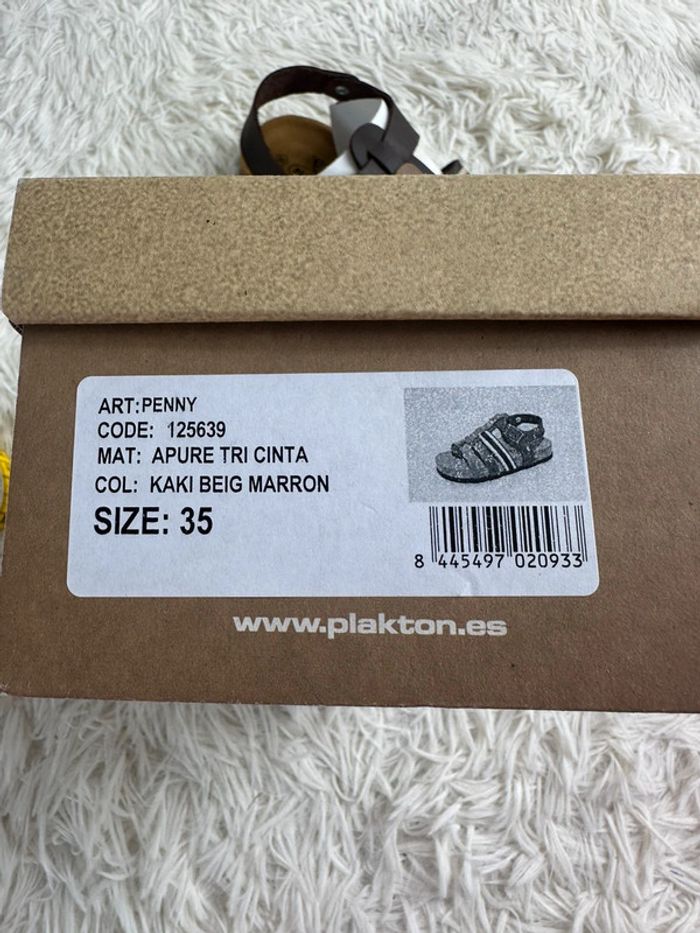 ART:PENNY
CODE: 125639
MAT: APURE TRI CINTA
COL: KAKI BEIG MARRON
SIZE: 35
8 445497 020933
www.plakton.es